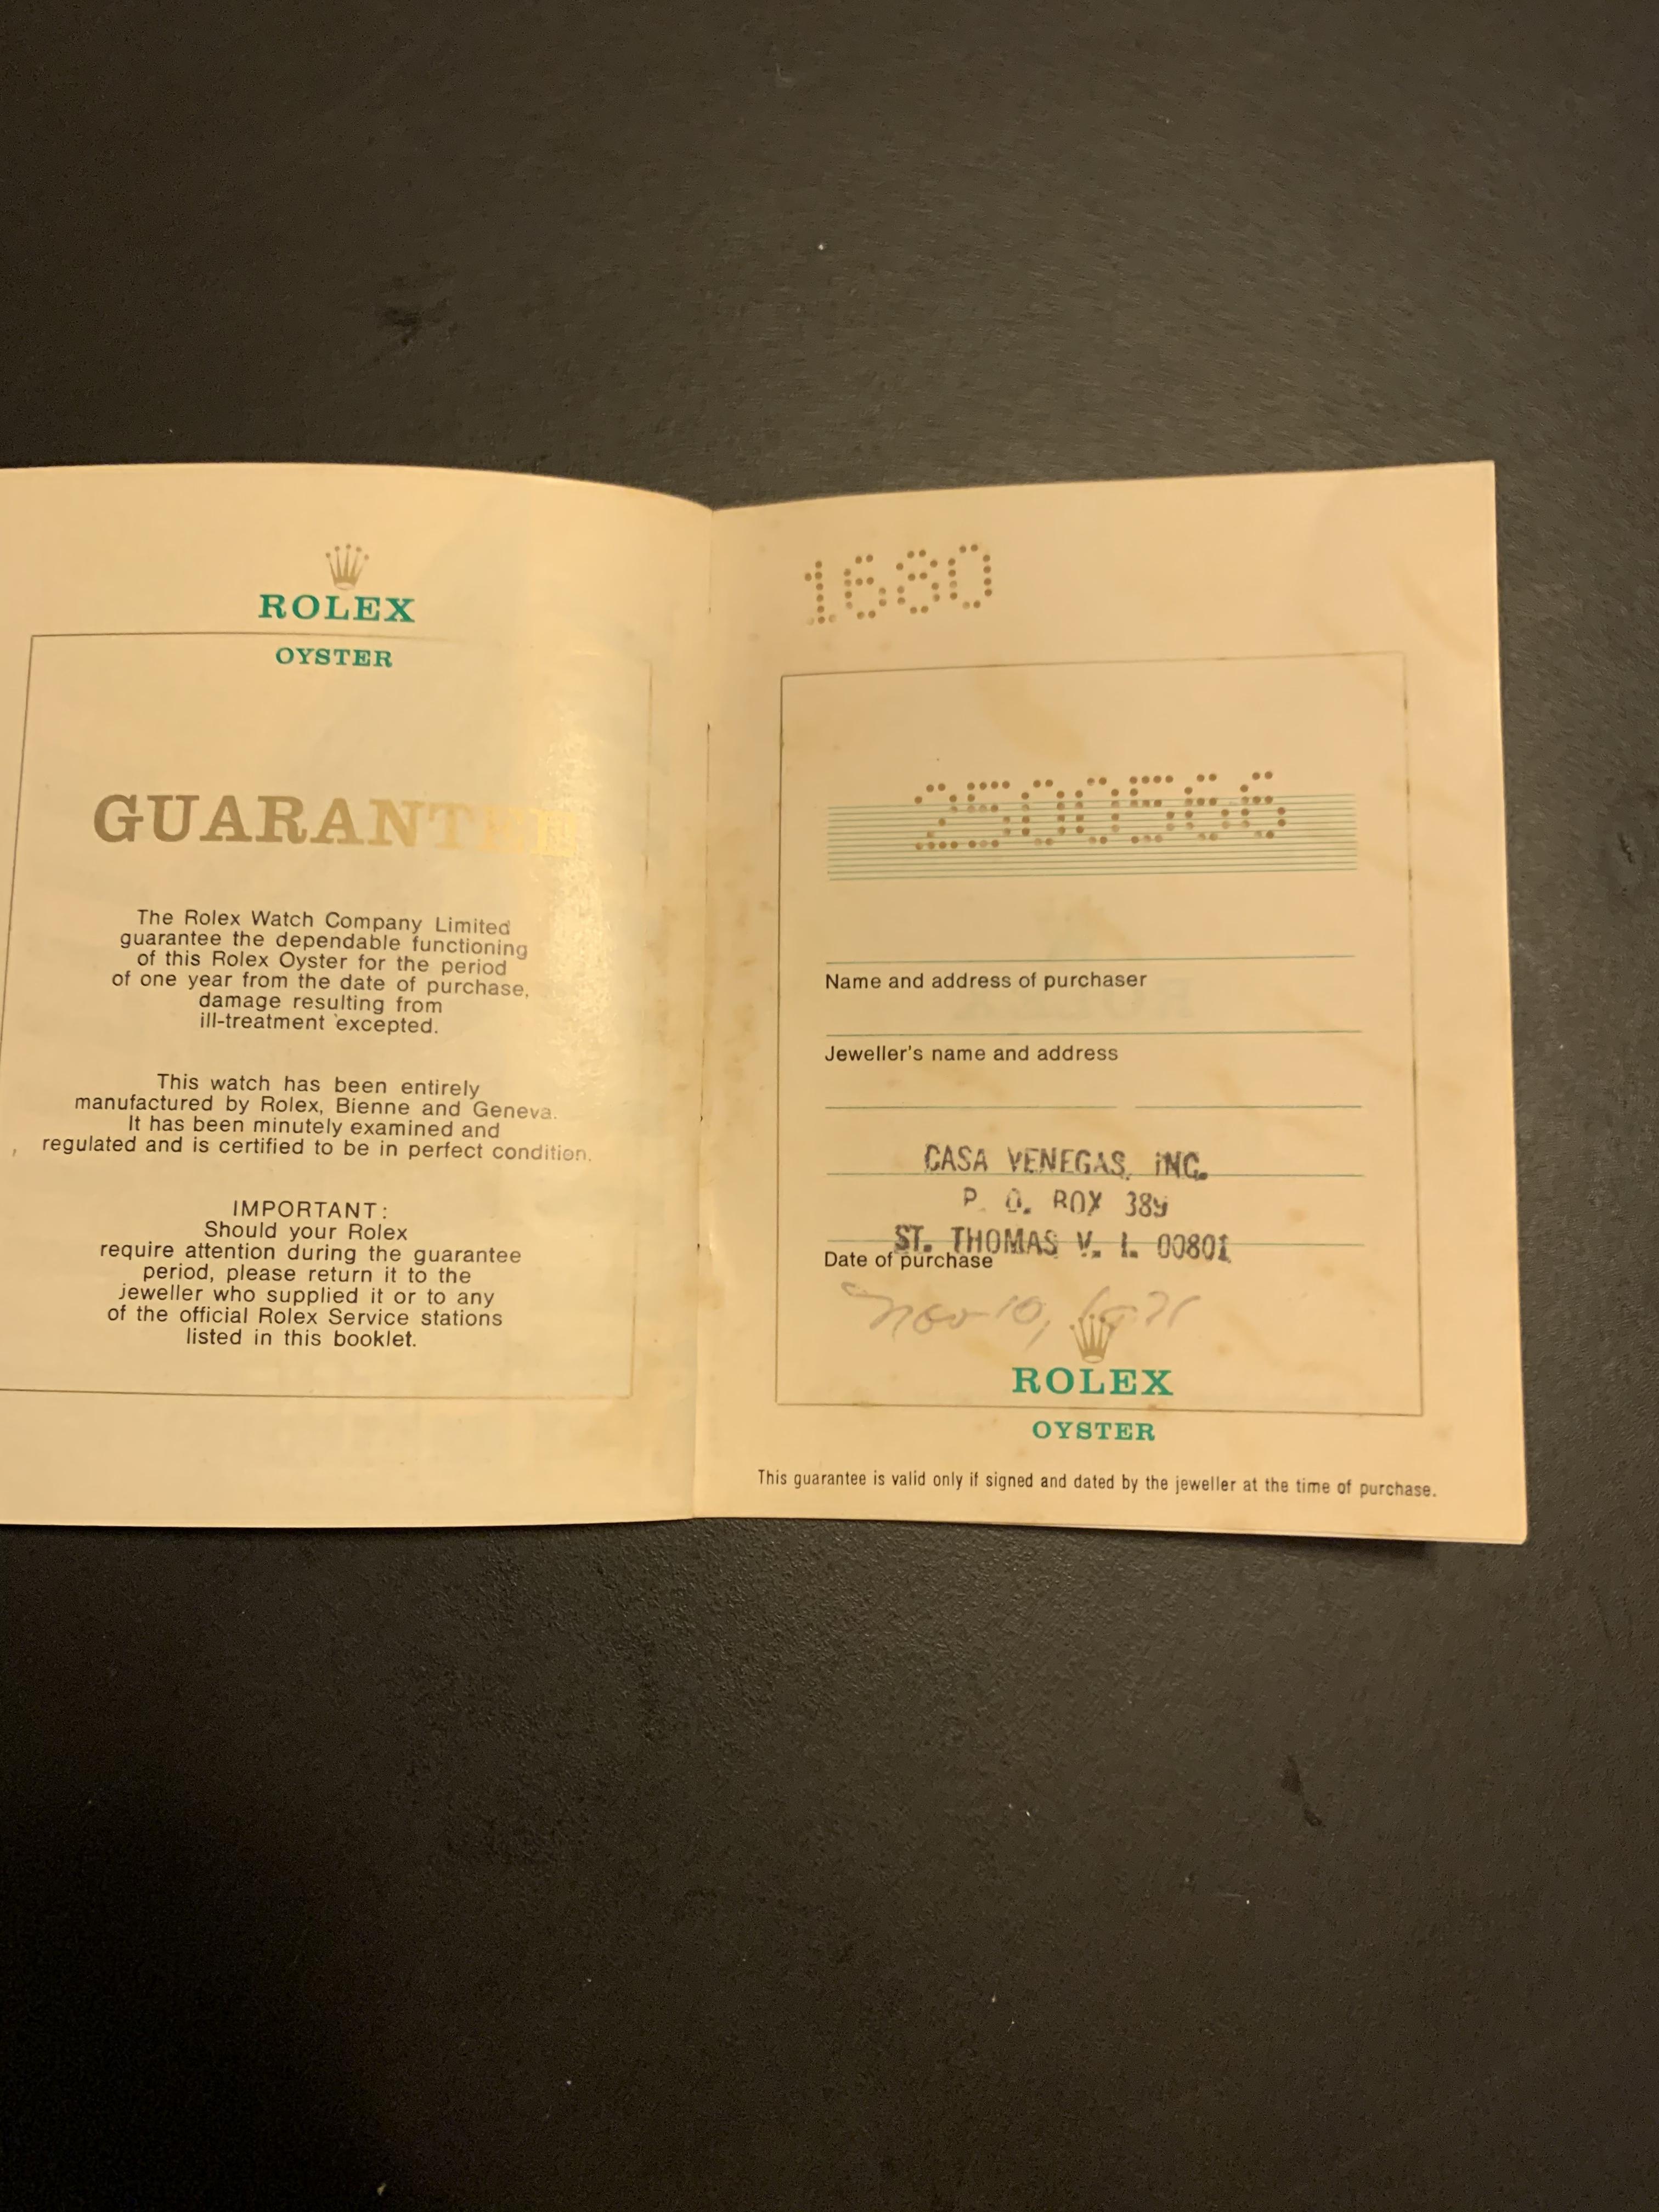 ROLEX
OYSTER
GUARANTEE
The Rolex Watch Company Limited
guarantee the dependable functioning
of this Rolex Oyster for the period
of one year from the date of purchase,
damage resulting from
ill-treatment excepted.
This watch has been entirely
manufactured by Rolex, Bienne and Geneva.
It has been minutely examined and
regulated and is certified to be in perfect condition.
IMPORTANT:
Should your Rolex
require attention during the guarantee
period, please return it to the
jeweller who supplied it or to any
of the official Rolex Service stations
listed in this booklet.
1680
2500566
Name and address of purchaser
Jeweller's name and address
CASA VENEGAS, INC.
P. O. BOX 389
ST. THOMAS V. I. 00801
Date of purchase
Nov 10, 1971
ROLEX
OYSTER
This guarantee is valid only if signed and dated by the jeweller at the time of purchase.